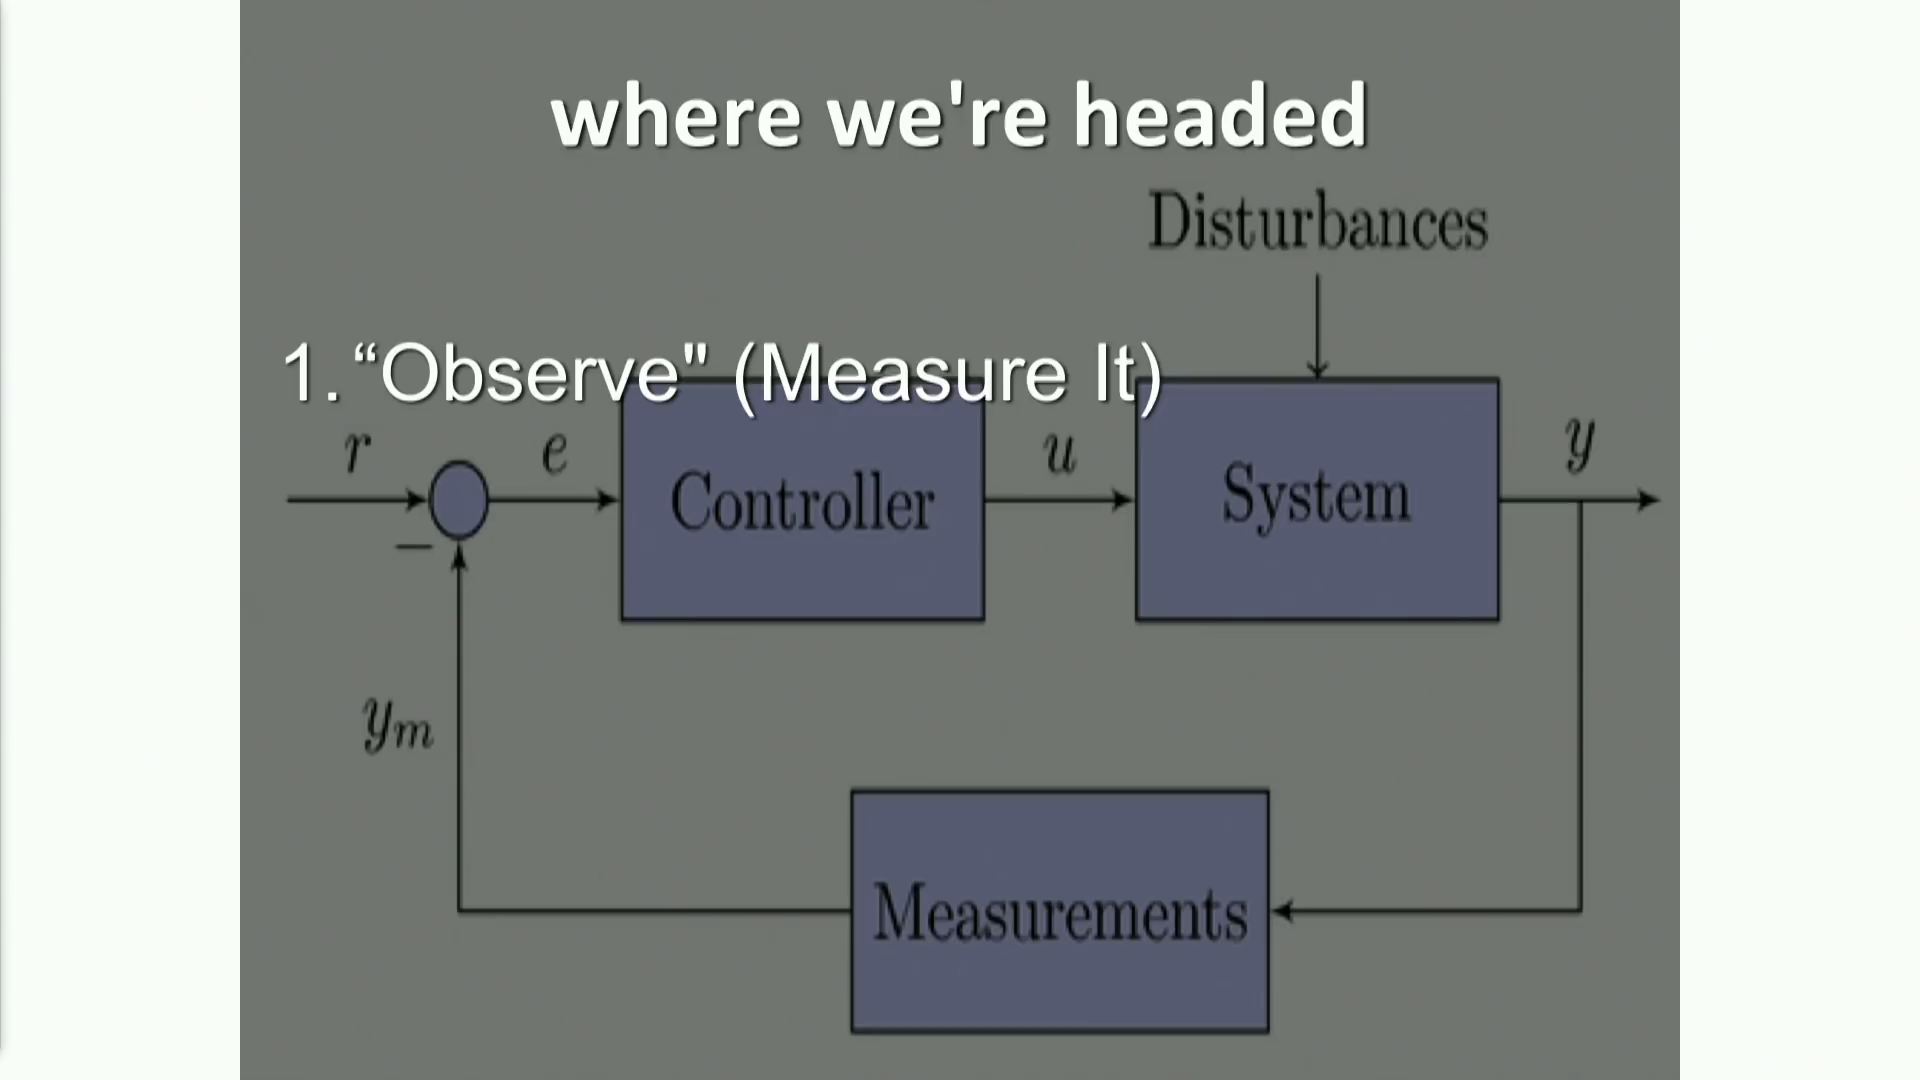 where we're headed
Disturbances
1. “Observe" (Measure It)
r
e
u
y
Controller
System
−
ym
Measurements